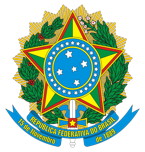 REPÚBLICA FEDERATIVA DO BRASIL
15 de Novembro
de 1889